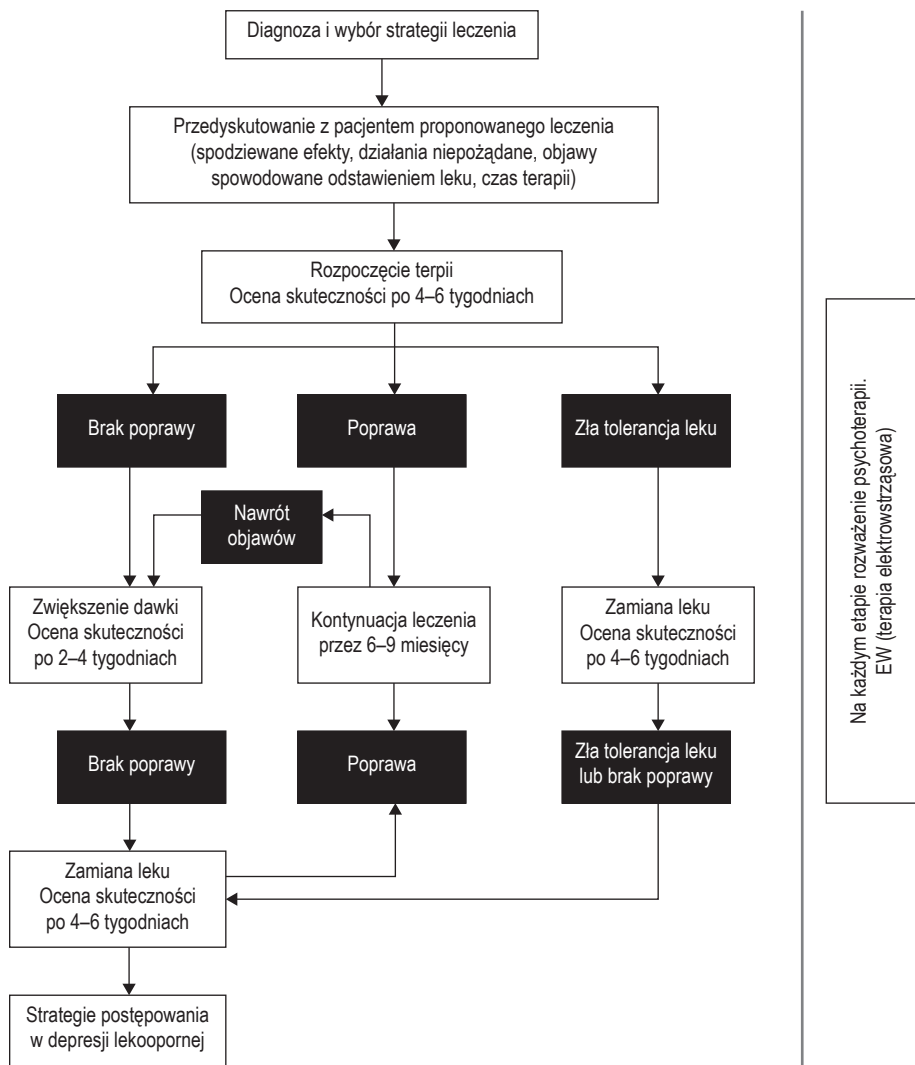 Diagnoza i wybór strategii leczenia
Przedyskutowanie z pacjentem proponowanego leczenia
(spodziewane efekty, działania niepożądane, objawy
spowodowane odstawieniem leku, czas terapii)
Rozpoczęcie terpii
Ocena skuteczności po 4–6 tygodniach
Brak poprawy
Poprawa
Zła tolerancja leku
Nawrót
objawów
Zwiększenie dawki
Ocena skuteczności
po 2–4 tygodniach
Kontynuacja leczenia
przez 6–9 miesięcy
Zamiana leku
Ocena skuteczności
po 4–6 tygodniach
Brak poprawy
Poprawa
Zła tolerancja leku
lub brak poprawy
Zamiana leku
Ocena skuteczności
po 4–6 tygodniach
Strategie postępowania
w depresji lekoopornej
Na każdym etapie rozważenie psychoterapii.
EW (terapia elektrowstrząsowa)